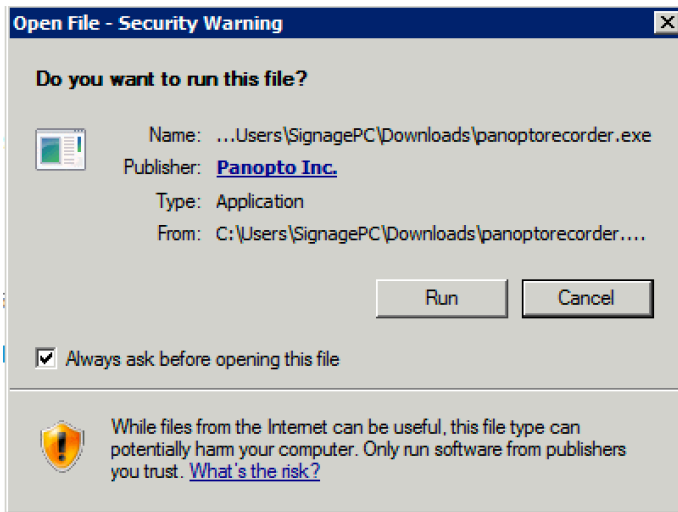 Open File - Security Warning
Do you want to run this file?
Name: ...Users\SignagePC\Downloads\panoptorecorder.exe
Publisher: Panopto Inc.
Type: Application
From: C:\Users\SignagePC\Downloads\panoptorecorder....
Run Cancel
Always ask before opening this file
While files from the Internet can be useful, this file type can
potentially harm your computer. Only run software from publishers
you trust. What's the risk?